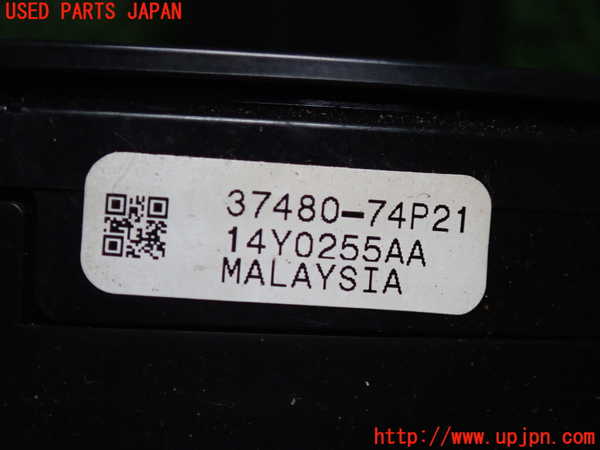 USED PARTS JAPAN
37480-74P21
14Y0255AA
MALAYSIA
http://www.upjpn.com/